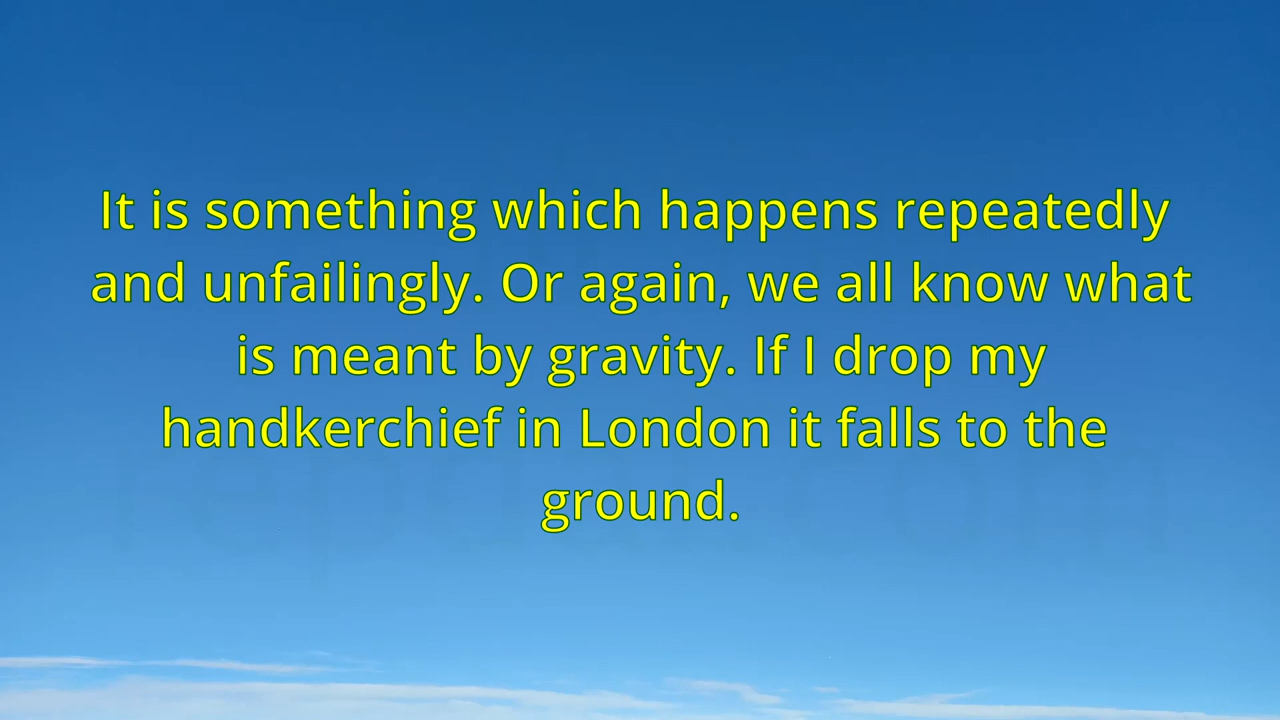 It is something which happens repeatedly
and unfailingly. Or again, we all know what
is meant by gravity. If I drop my
handkerchief in London it falls to the
ground.